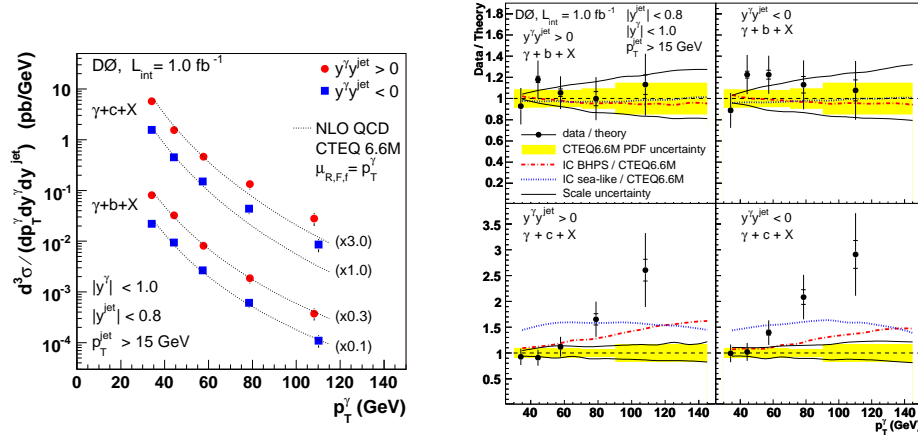 d³σ/(dp_T^γ dy^γ dy^jet) (pb/GeV)
DØ, L_int = 1.0 fb⁻¹
y^γ y^jet > 0
y^γ y^jet < 0
γ+c+X
NLO QCD
CTEQ 6.6M
μ_R,F,f = p_T^γ
γ+b+X
(x3.0)
(x1.0)
|y^γ| < 1.0
|y^jet| < 0.8
p_T^jet > 15 GeV
(x0.3)
(x0.1)
10
1
10⁻¹
10⁻²
10⁻³
10⁻⁴
0 20 40 60 80 100 120 140
p_T^γ (GeV)
Data / Theory
DØ, L_int = 1.0 fb⁻¹
|y^jet| < 0.8
|y^γ| < 1.0
p_T^jet > 15 GeV
y^γ y^jet > 0
γ + b + X
1.8
1.6
1.4
1.2
1
0.8
0.6
0.4
0.2
data / theory
CTEQ6.6M PDF uncertainty
IC BHPS / CTEQ6.6M
IC sea-like / CTEQ6.6M
Scale uncertainty
y^γ y^jet < 0
γ + b + X
y^γ y^jet > 0
γ + c + X
3.5
3
2.5
2
1.5
1
0.5
40 60 80 100 120 140
y^γ y^jet < 0
γ + c + X
40 60 80 100 120 140
p_T^γ (GeV)